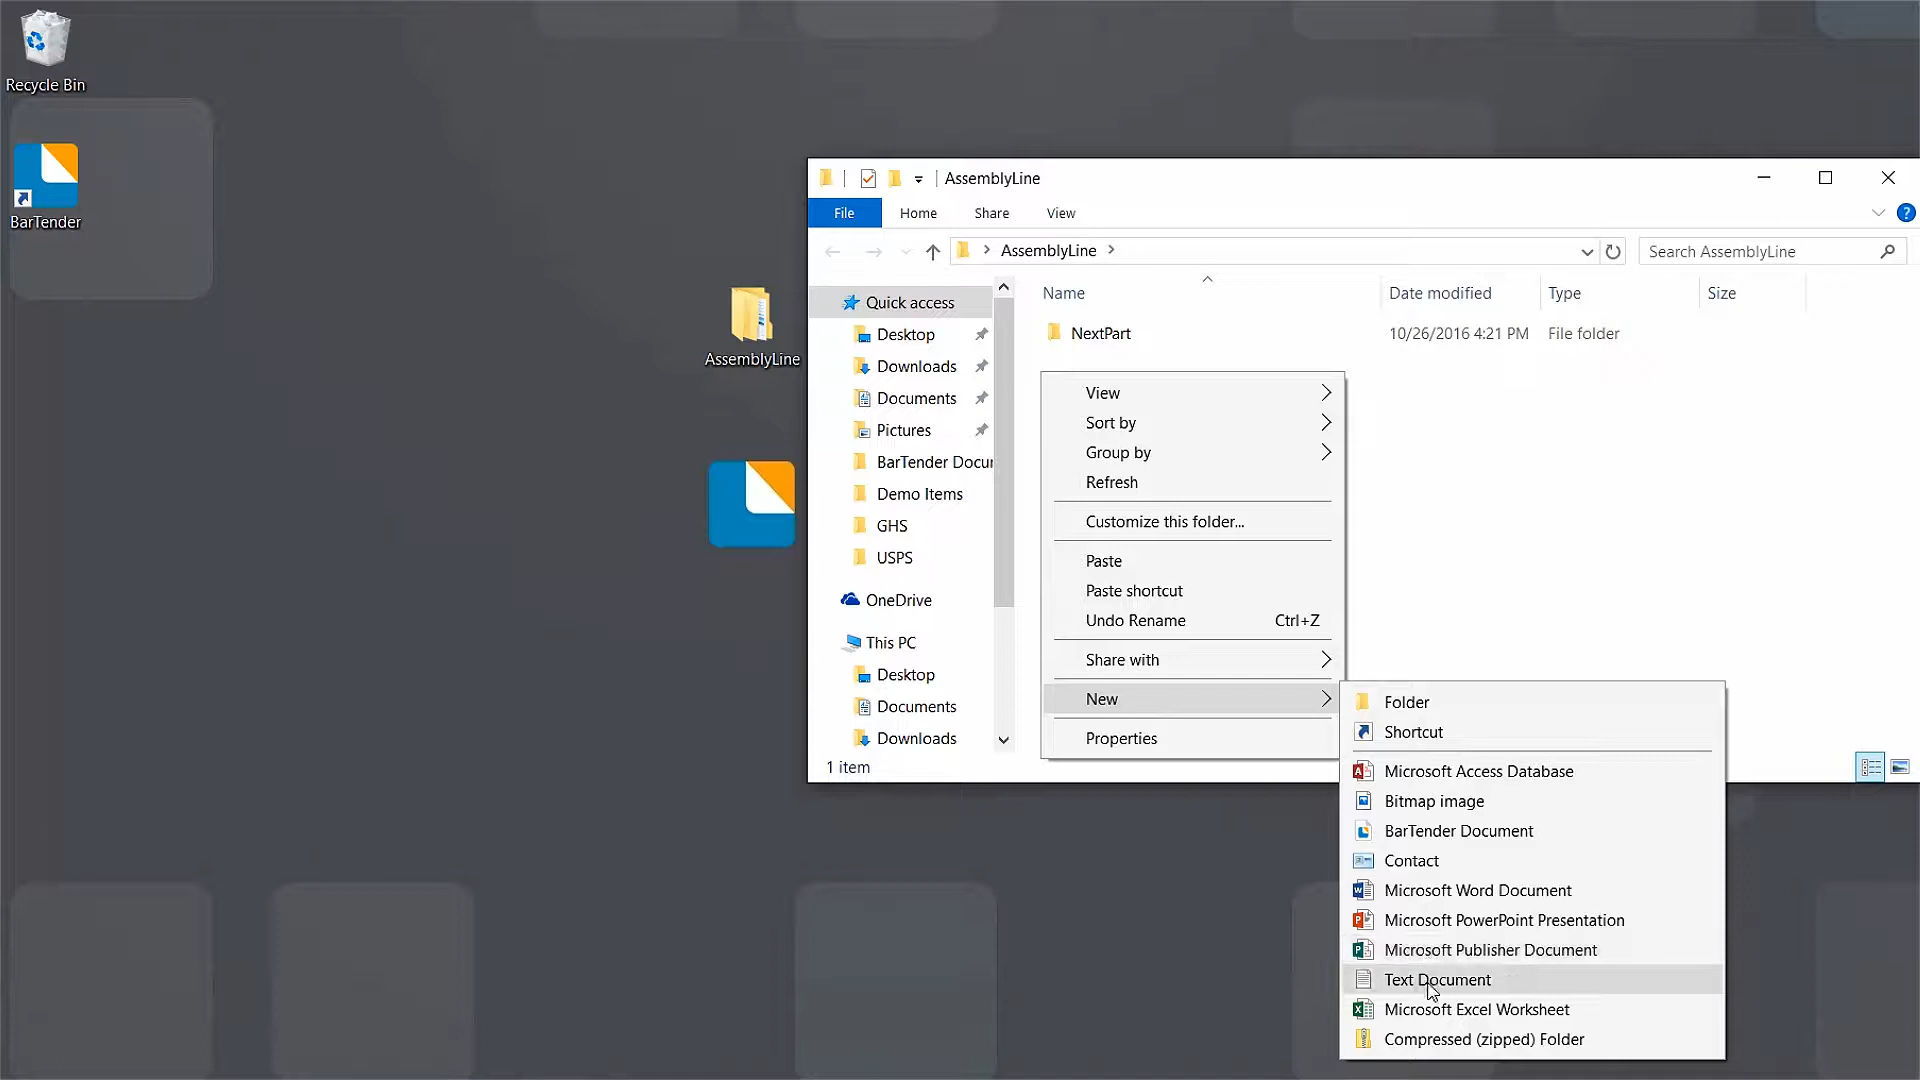 Recycle Bin
BarTender
AssemblyLine
AssemblyLine
File Home Share View
AssemblyLine
Search AssemblyLine
Quick access
Desktop
Downloads
Documents
Pictures
BarTender Docu
Demo Items
GHS
USPS
OneDrive
This PC
Desktop
Documents
Downloads
1 item
Name Date modified Type Size
NextPart 10/26/2016 4:21 PM File folder
View
Sort by
Group by
Refresh
Customize this folder...
Paste
Paste shortcut
Undo Rename Ctrl+Z
Share with
New
Properties
Folder
Shortcut
Microsoft Access Database
Bitmap image
BarTender Document
Contact
Microsoft Word Document
Microsoft PowerPoint Presentation
Microsoft Publisher Document
Text Document
Microsoft Excel Worksheet
Compressed (zipped) Folder